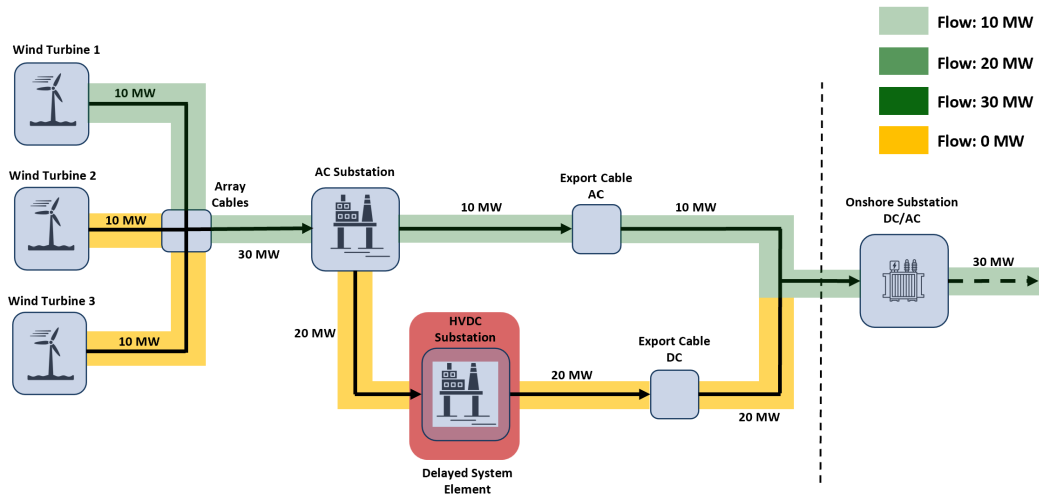 Flow: 10 MW
Flow: 20 MW
Flow: 30 MW
Flow: 0 MW
Wind Turbine 1
10 MW
Wind Turbine 2
10 MW
Wind Turbine 3
10 MW
Array
Cables
30 MW
AC Substation
10 MW
Export Cable
AC
10 MW
20 MW
HVDC
Substation
Delayed System
Element
20 MW
Export Cable
DC
20 MW
Onshore Substation
DC/AC
30 MW